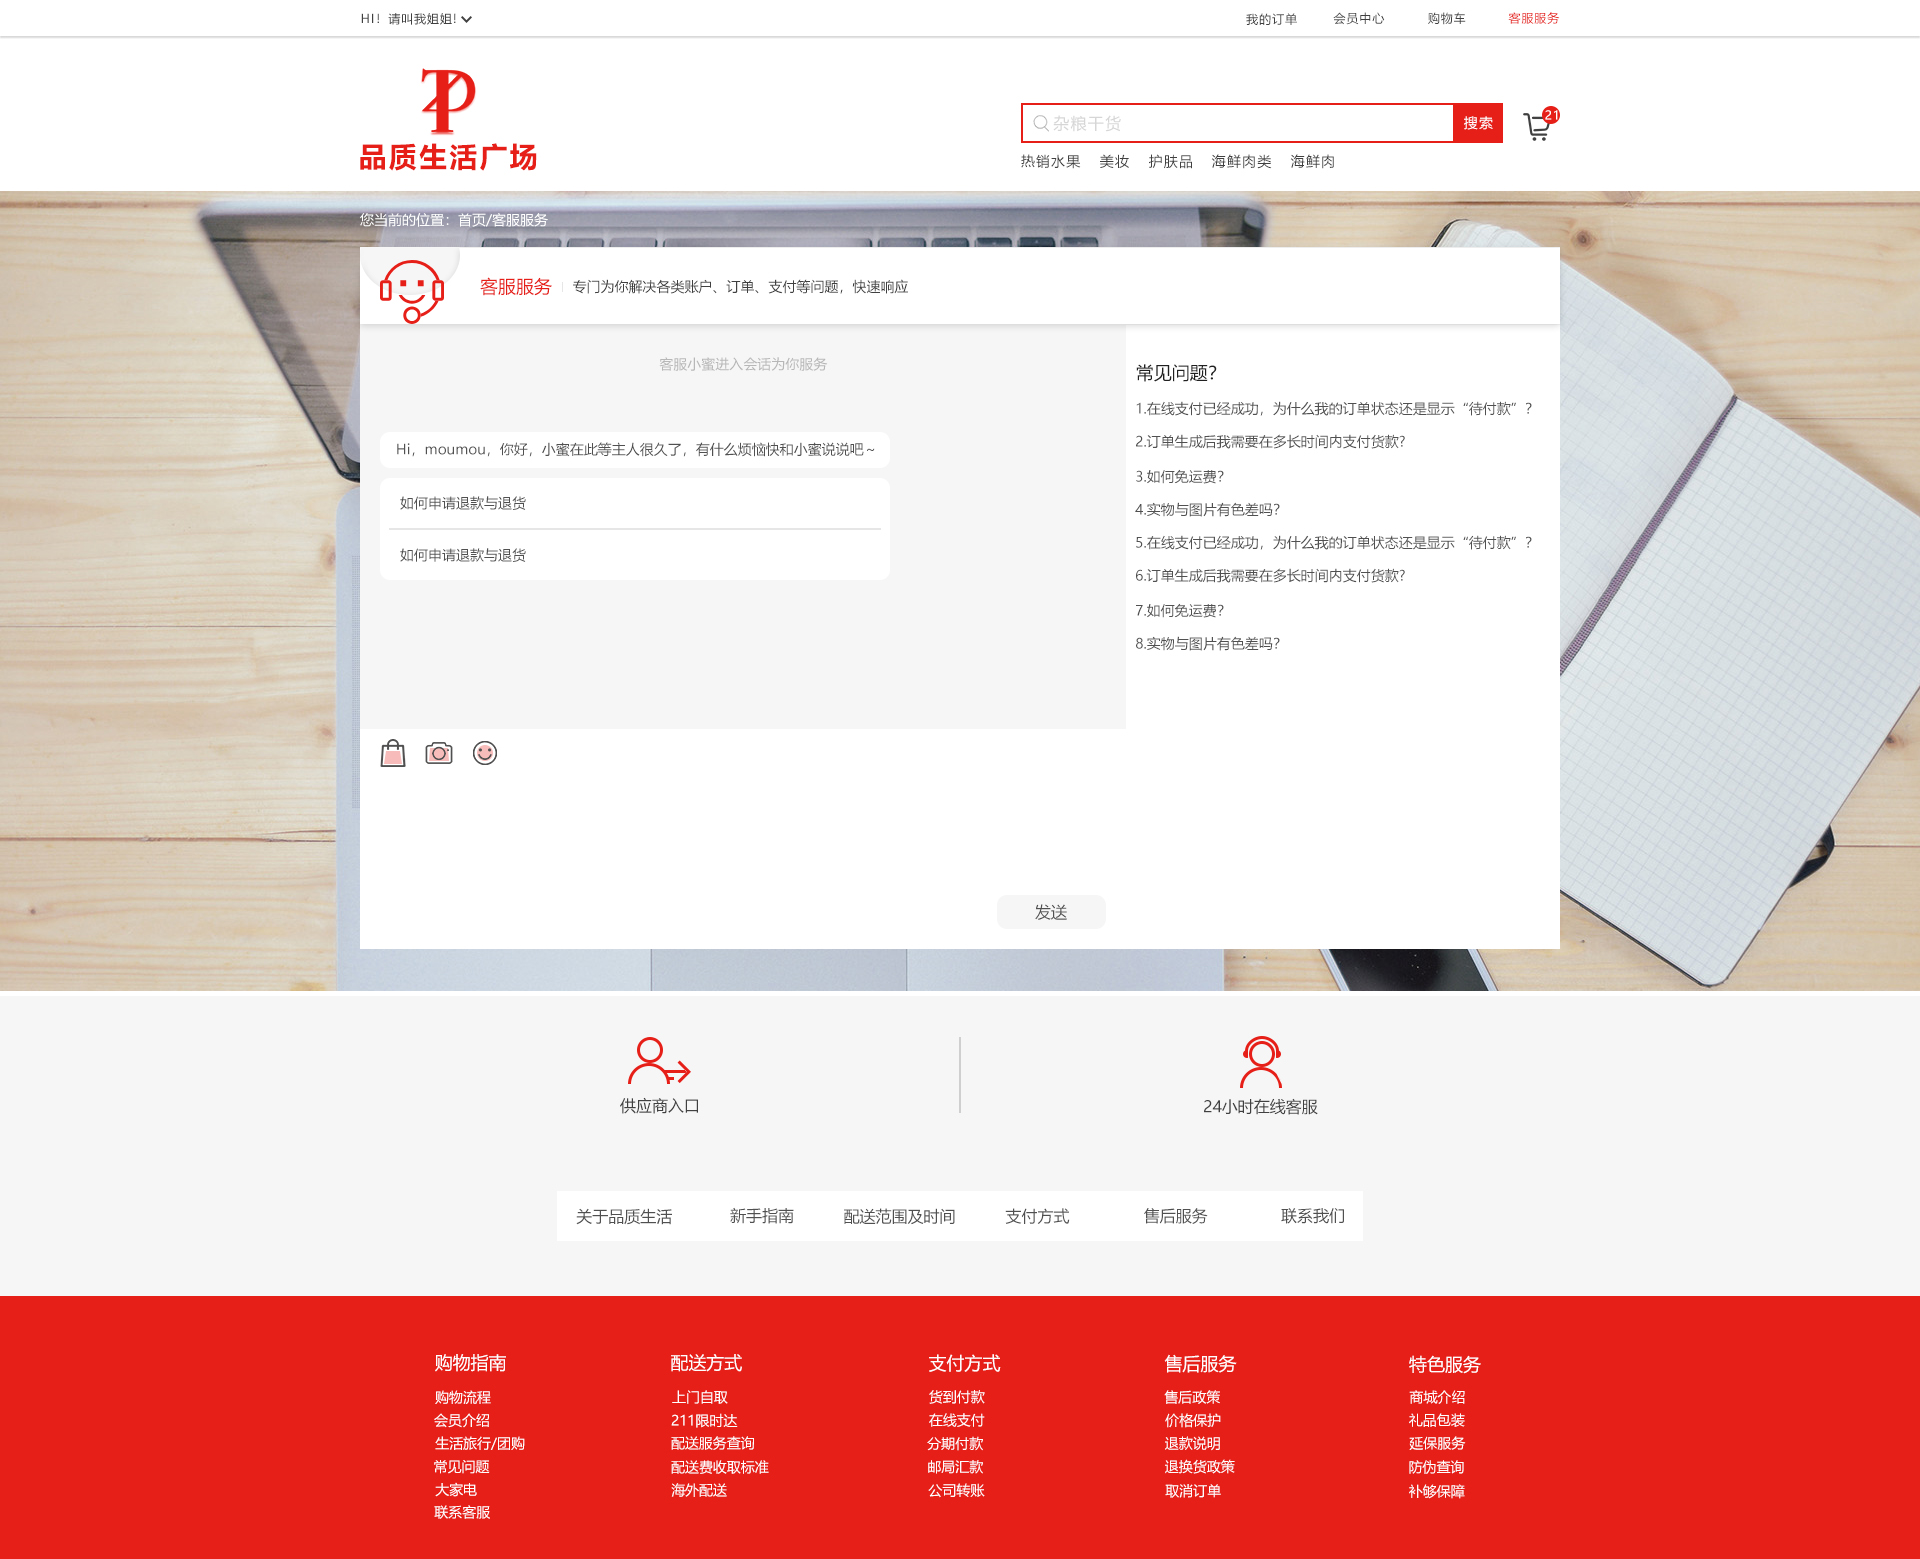 HI！请叫我姐姐!
我的订单 会员中心 购物车 客服服务
品质生活广场
杂粮干货 搜索 21
热销水果 美妆 护肤品 海鲜肉类 海鲜肉
您当前的位置：首页/客服服务
客服服务 专门为你解决各类账户、订单、支付等问题，快速响应
客服小蜜进入会话为你服务
Hi，moumou，你好，小蜜在此等主人很久了，有什么烦恼快和小蜜说说吧~
如何申请退款与退货
如何申请退款与退货
常见问题?
1.在线支付已经成功，为什么我的订单状态还是显示“待付款”？
2.订单生成后我需要在多长时间内支付货款?
3.如何免运费?
4.实物与图片有色差吗?
5.在线支付已经成功，为什么我的订单状态还是显示“待付款”？
6.订单生成后我需要在多长时间内支付货款?
7.如何免运费?
8.实物与图片有色差吗?
发送
供应商入口 24小时在线客服
关于品质生活 新手指南 配送范围及时间 支付方式 售后服务 联系我们
购物指南
购物流程
会员介绍
生活旅行/团购
常见问题
大家电
联系客服
配送方式
上门自取
211限时达
配送服务查询
配送费收取标准
海外配送
支付方式
货到付款
在线支付
分期付款
邮局汇款
公司转账
售后服务
售后政策
价格保护
退款说明
退换货政策
取消订单
特色服务
商城介绍
礼品包装
延保服务
防伪查询
补够保障